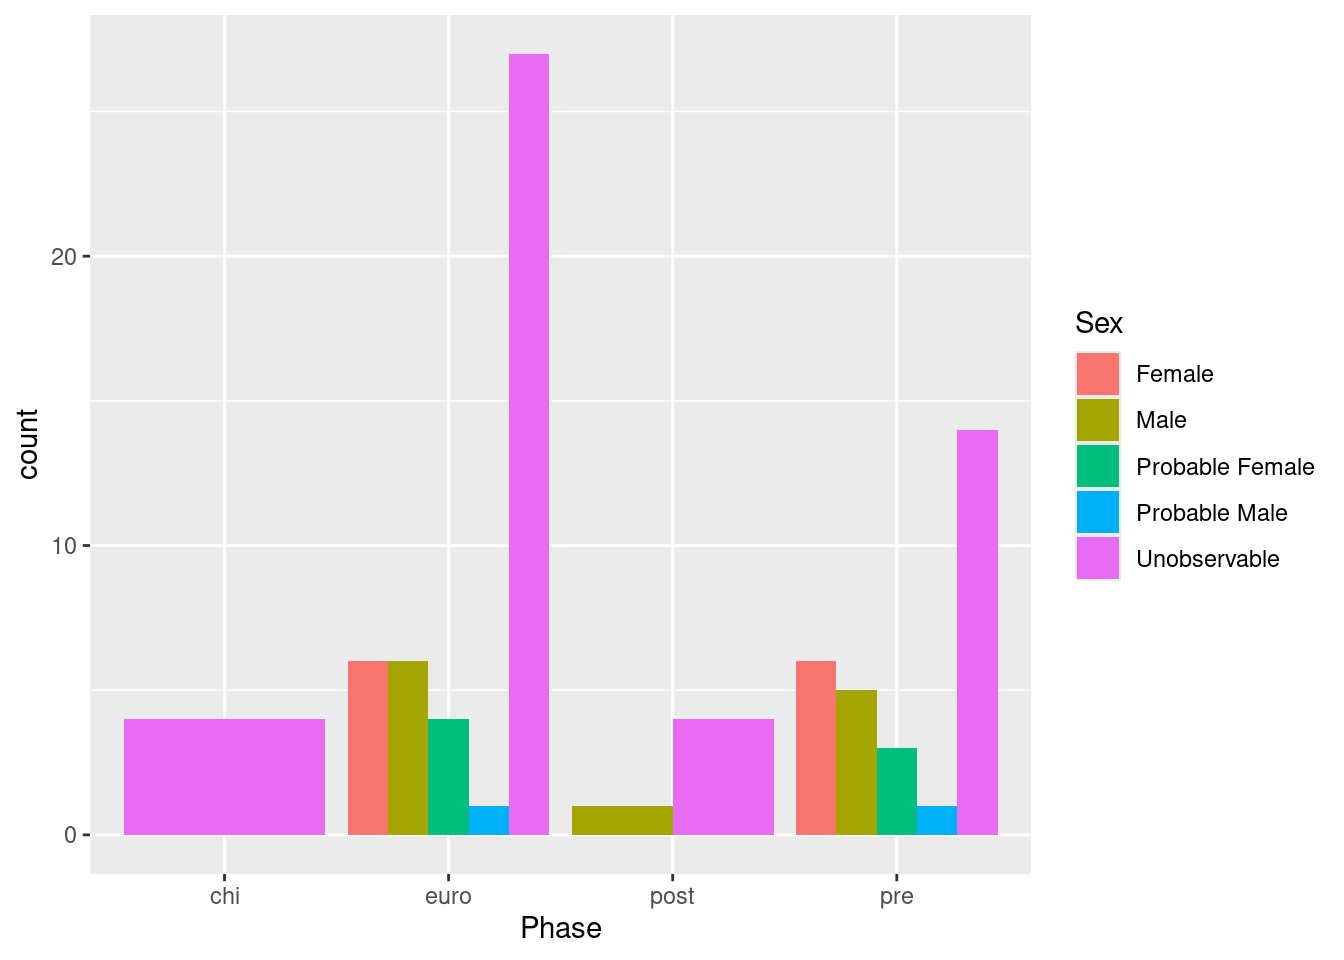 count
20
10
0
chi
euro
post
pre
Phase
Sex
Female
Male
Probable Female
Probable Male
Unobservable